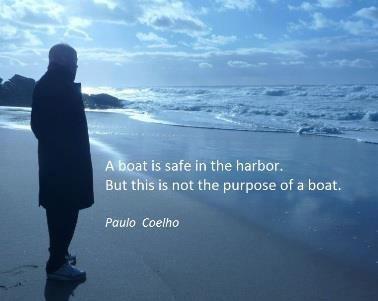 A boat is safe in the harbor.
But this is not the purpose of a boat.
Paulo Coelho